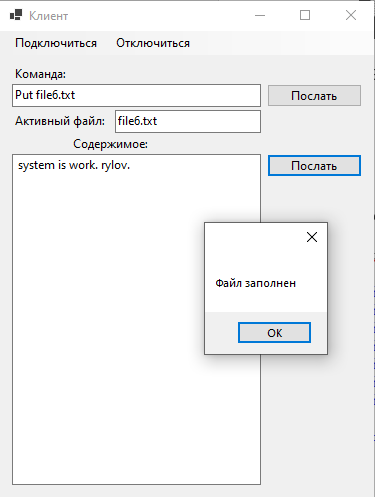 Клиент
Подключиться Отключиться
Команда:
Put file6.txt Послать
Активный файл: file6.txt
Содержимое:
system is work. rylov. Послать
Файл заполнен
ОК